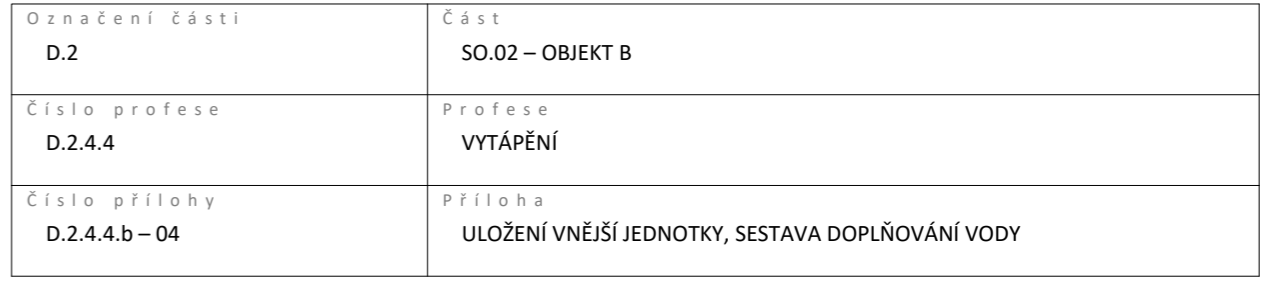 Označení části Část
D.2 SO.02 – OBJEKT B
Číslo profese Profese
D.2.4.4 VYTÁPĚNÍ
Číslo přílohy Příloha
D.2.4.4.b – 04 ULOŽENÍ VNĚJŠÍ JEDNOTKY, SESTAVA DOPLŇOVÁNÍ VODY